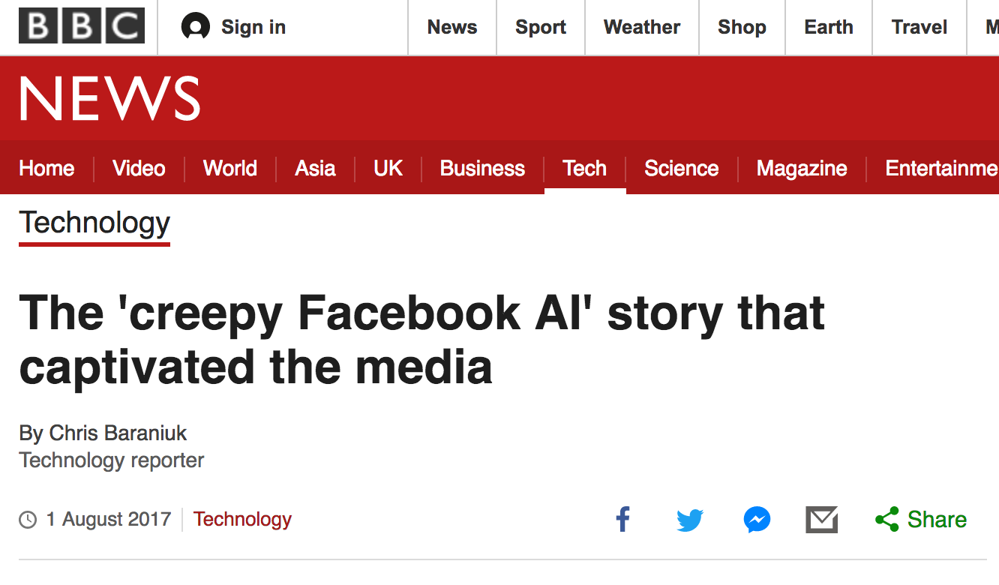 BBC Sign in News Sport Weather Shop Earth Travel M
NEWS
Home Video World Asia UK Business Tech Science Magazine Entertainme
Technology
The 'creepy Facebook AI' story that
captivated the media
By Chris Baraniuk
Technology reporter
1 August 2017 Technology Share